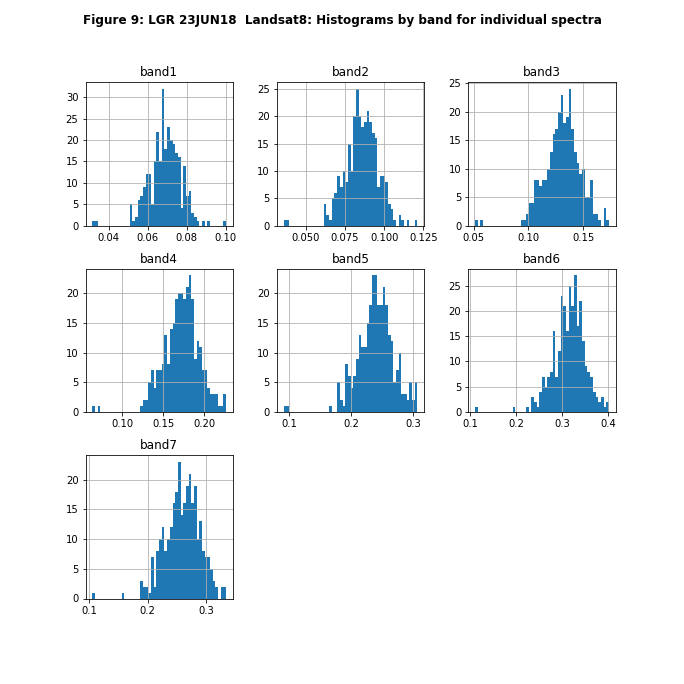 Figure 9: LGR 23JUN18  Landsat8: Histograms by band for individual spectra
band1
30
25
20
15
10
5
0
0.04 0.06 0.08 0.10
band2
25
20
15
10
5
0
0.050 0.075 0.100 0.125
band3
25
20
15
10
5
0
0.05 0.10 0.15
band4
20
15
10
5
0
0.10 0.15 0.20
band5
20
15
10
5
0
0.1 0.2 0.3
band6
25
20
15
10
5
0
0.1 0.2 0.3 0.4
band7
20
15
10
5
0
0.1 0.2 0.3